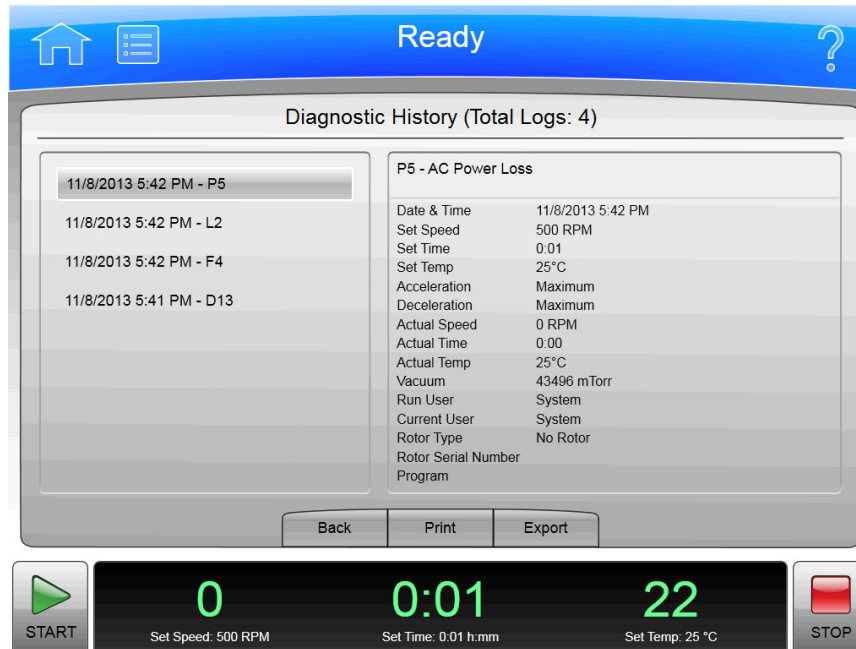 Ready
?
Diagnostic History (Total Logs: 4)
11/8/2013 5:42 PM - P5
11/8/2013 5:42 PM - L2
11/8/2013 5:42 PM - F4
11/8/2013 5:41 PM - D13
P5 - AC Power Loss
Date & Time 11/8/2013 5:42 PM
Set Speed 500 RPM
Set Time 0:01
Set Temp 25°C
Acceleration Maximum
Deceleration Maximum
Actual Speed 0 RPM
Actual Time 0:00
Actual Temp 25°C
Vacuum 43496 mTorr
Run User System
Current User System
Rotor Type No Rotor
Rotor Serial Number
Program
Back Print Export
0 0:01 22
START Set Speed: 500 RPM Set Time: 0:01 h:mm Set Temp: 25 °C STOP